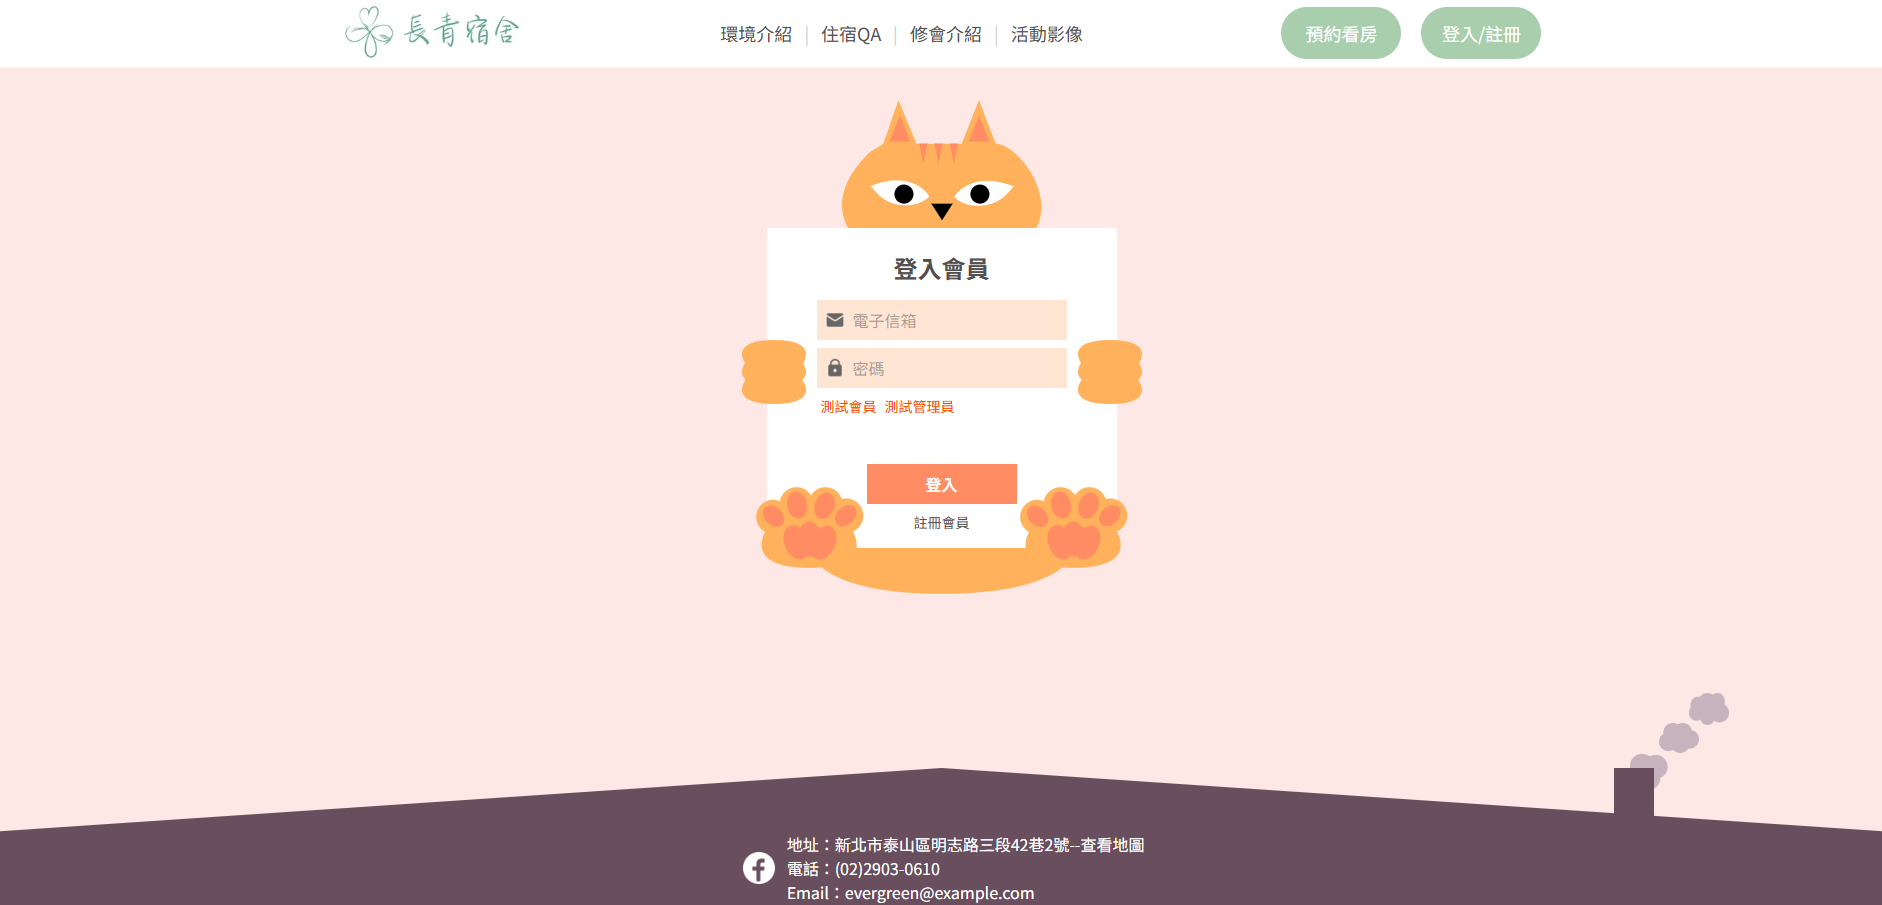 長青宿舍
環境介紹 | 住宿QA | 修會介紹 | 活動影像
預約看房
登入/註冊
登入會員
電子信箱
密碼
測試會員 測試管理員
登入
註冊會員
地址：新北市泰山區明志路三段42巷2號--查看地圖
電話：(02)2903-0610
Email：evergreen@example.com